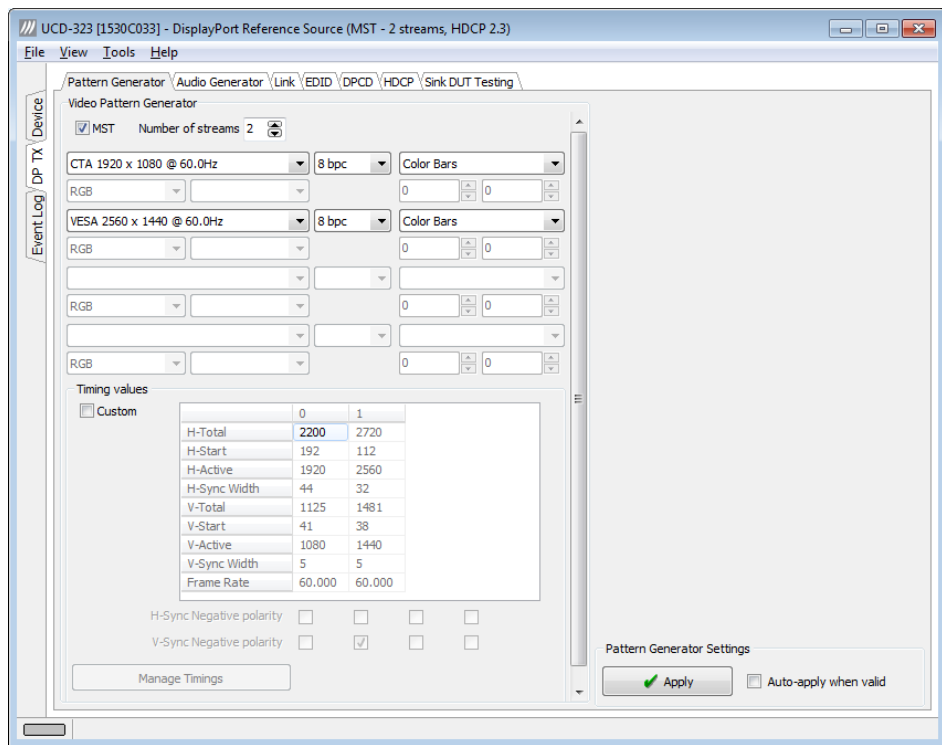 UCD-323 [1530C033] - DisplayPort Reference Source (MST - 2 streams, HDCP 2.3)
File View Tools Help
Device
DP TX
Event Log
Pattern Generator Audio Generator Link EDID DPCD HDCP Sink DUT Testing
Video Pattern Generator
MST Number of streams 2
CTA 1920 x 1080 @ 60.0Hz 8 bpc Color Bars
RGB 0 0
VESA 2560 x 1440 @ 60.0Hz 8 bpc Color Bars
RGB 0 0
RGB 0 0
RGB 0 0
Timing values
Custom
0 1
H-Total 2200 2720
H-Start 192 112
H-Active 1920 2560
H-Sync Width 44 32
V-Total 1125 1481
V-Start 41 38
V-Active 1080 1440
V-Sync Width 5 5
Frame Rate 60.000 60.000
H-Sync Negative polarity
V-Sync Negative polarity
Manage Timings
Pattern Generator Settings
Apply Auto-apply when valid